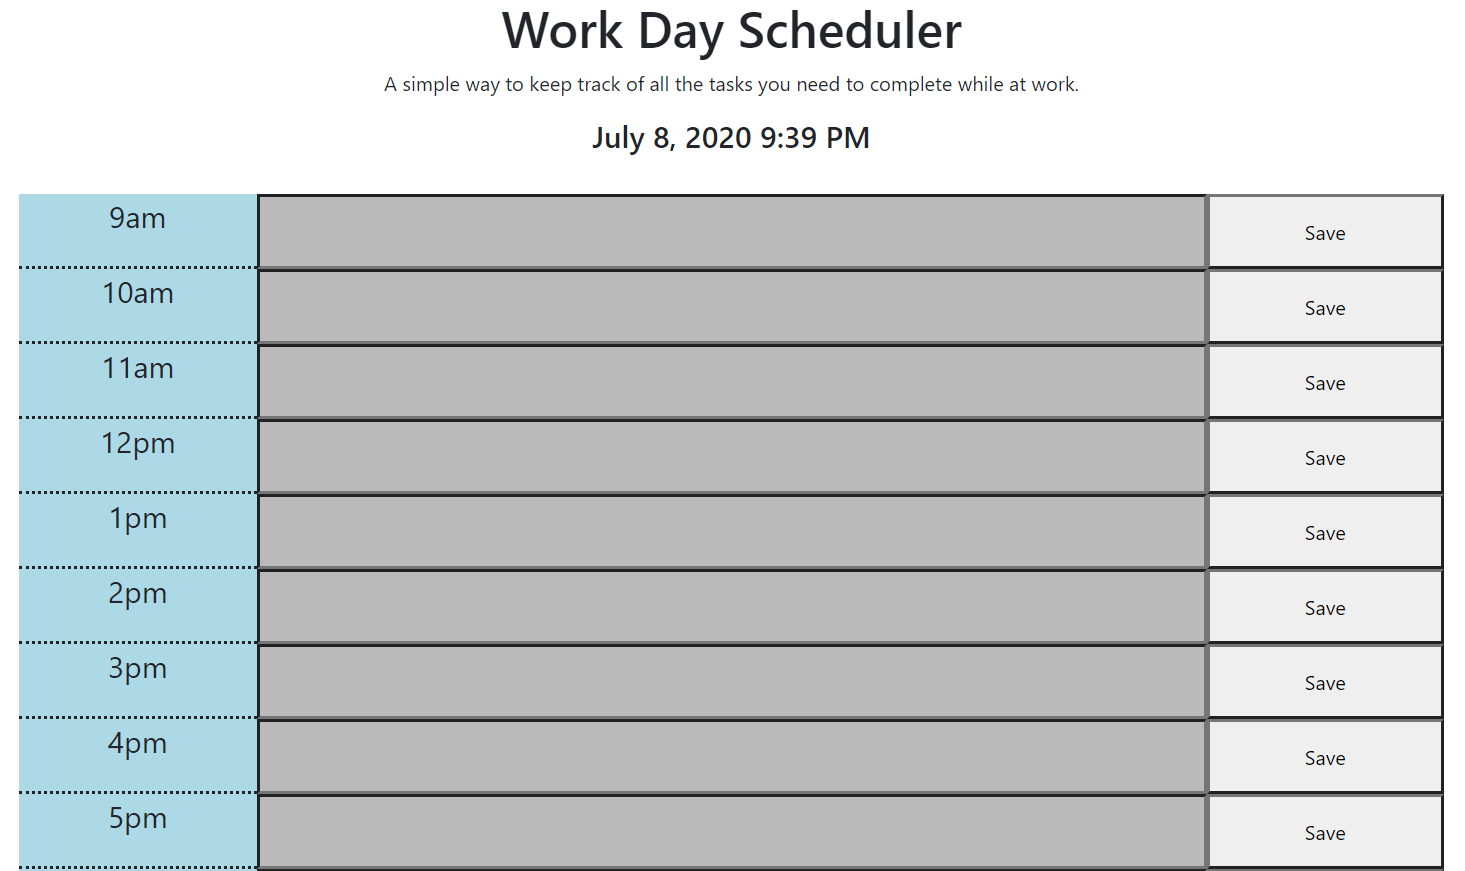 Work Day Scheduler
A simple way to keep track of all the tasks you need to complete while at work.
July 8, 2020 9:39 PM
9am Save
10am Save
11am Save
12pm Save
1pm Save
2pm Save
3pm Save
4pm Save
5pm Save